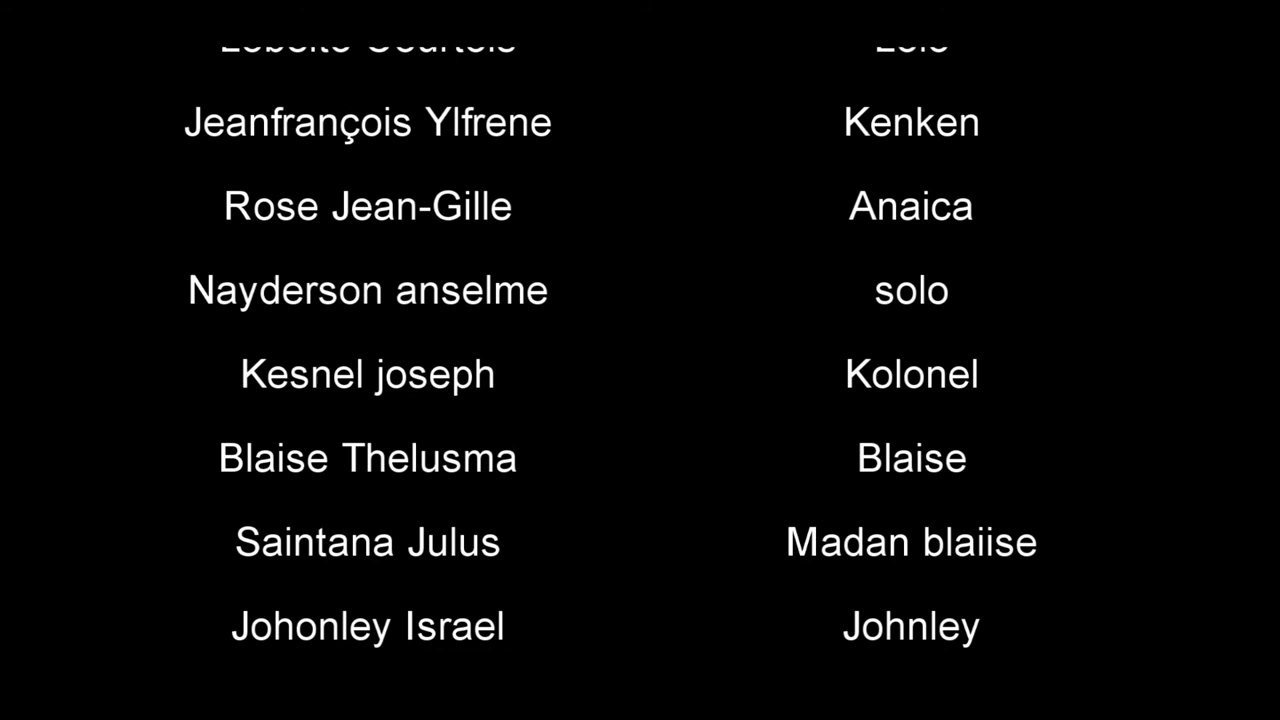 Jeanfrançois Ylfrene Kenken
Rose Jean-Gille Anaica
Nayderson anselme solo
Kesnel joseph Kolonel
Blaise Thelusma Blaise
Saintana Julus Madan blaiise
Johonley Israel Johnley